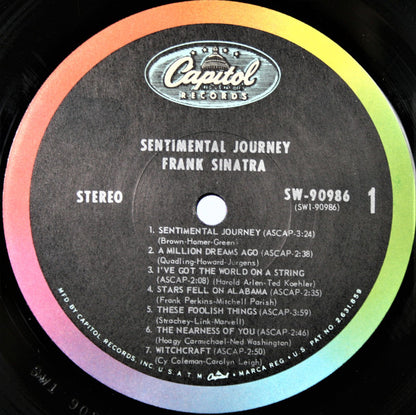 Capitol
RECORDS
SENTIMENTAL JOURNEY
FRANK SINATRA
STEREO
SW-90986
(SW1-90986)
1
1. SENTIMENTAL JOURNEY (ASCAP-3:24)
(Brown-Homer-Green)
2. A MILLION DREAMS AGO (ASCAP-2:38)
(Quadling-Howard-Jurgens)
3. I'VE GOT THE WORLD ON A STRING
(ASCAP-2:08) (Harold Arlen-Ted Koehler)
4. STARS FELL ON ALABAMA (ASCAP-2:35)
(Frank Perkins-Mitchell Parish)
5. THESE FOOLISH THINGS (ASCAP-3:59)
(Strachey-Link-Marvell)
6. THE NEARNESS OF YOU (ASCAP-2:46)
(Hoagy Carmichael-Ned Washington)
7. WITCHCRAFT (ASCAP-2:50)
(Cy Coleman-Carolyn Leigh)
MFD. BY CAPITOL RECORDS, INC. U.S.A. T.M. Capitol MARCA REG. • U.S. PAT. NO. 2,631,859